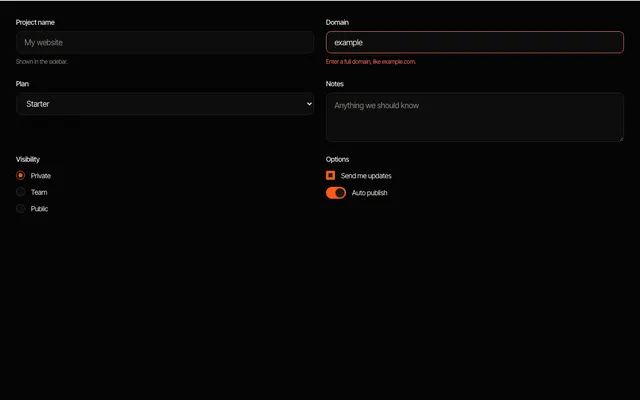 Project name
My website
Shown in the sidebar.
Domain
example
Enter a full domain, like example.com.
Plan
Starter
Notes
Anything we should know
Visibility
Private
Team
Public
Options
Send me updates
Auto publish